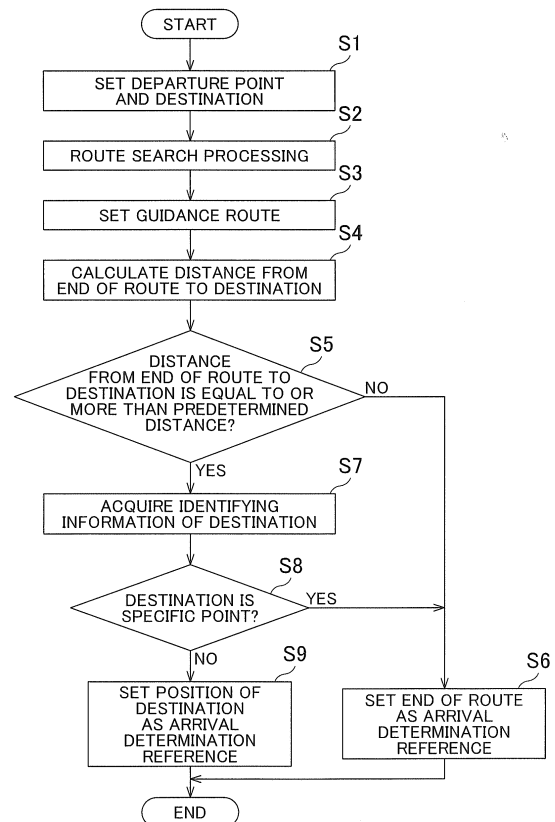 START
S1
SET DEPARTURE POINT
AND DESTINATION
S2
ROUTE SEARCH PROCESSING
S3
SET GUIDANCE ROUTE
S4
CALCULATE DISTANCE FROM
END OF ROUTE TO DESTINATION
S5
DISTANCE
FROM END OF ROUTE TO
DESTINATION IS EQUAL TO OR
MORE THAN PREDETERMINED
DISTANCE?
NO
YES
S7
ACQUIRE IDENTIFYING
INFORMATION OF DESTINATION
S8
DESTINATION IS
SPECIFIC POINT?
YES
NO
S9
SET POSITION OF
DESTINATION
AS ARRIVAL
DETERMINATION
REFERENCE
S6
SET END OF ROUTE
AS ARRIVAL
DETERMINATION
REFERENCE
END